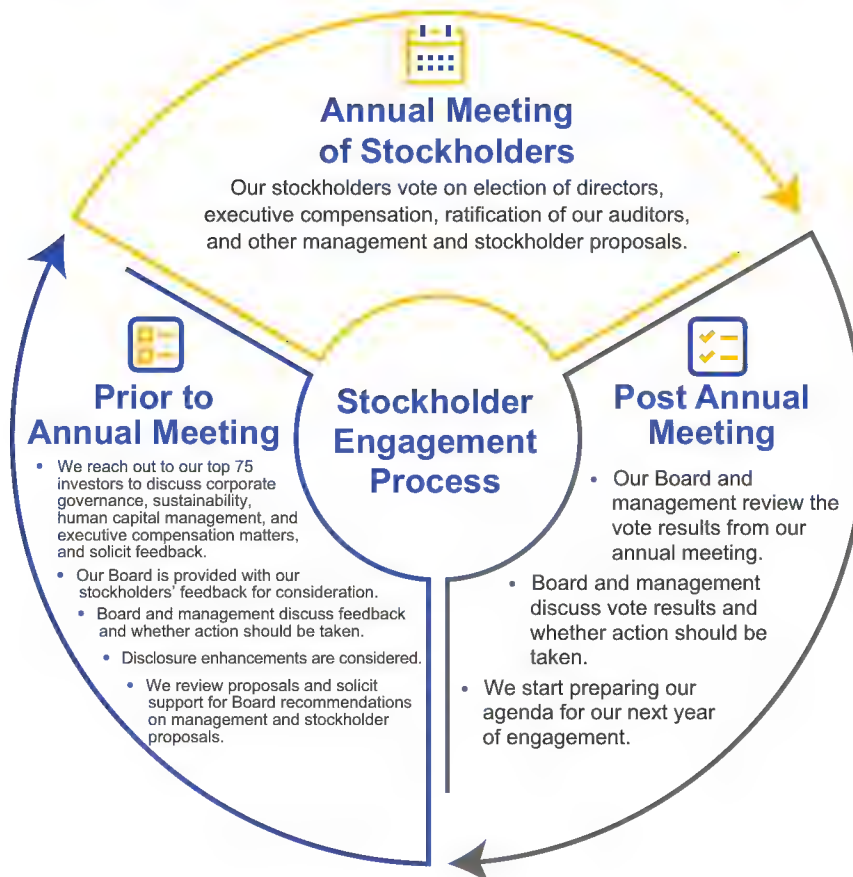 Annual Meeting
of Stockholders
Our stockholders vote on election of directors,
executive compensation, ratification of our auditors,
and other management and stockholder proposals.
Prior to
Annual Meeting
• We reach out to our top 75
investors to discuss corporate
governance, sustainability,
human capital management, and
executive compensation matters,
and solicit feedback.
• Our Board is provided with our
stockholders' feedback for consideration.
• Board and management discuss feedback
and whether action should be taken.
• Disclosure enhancements are considered.
• We review proposals and solicit
support for Board recommendations
on management and stockholder
proposals.
Stockholder
Engagement
Process
Post Annual
Meeting
• Our Board and
management review the
vote results from our
annual meeting.
• Board and management
discuss vote results and
whether action should be
taken.
• We start preparing our
agenda for our next year
of engagement.